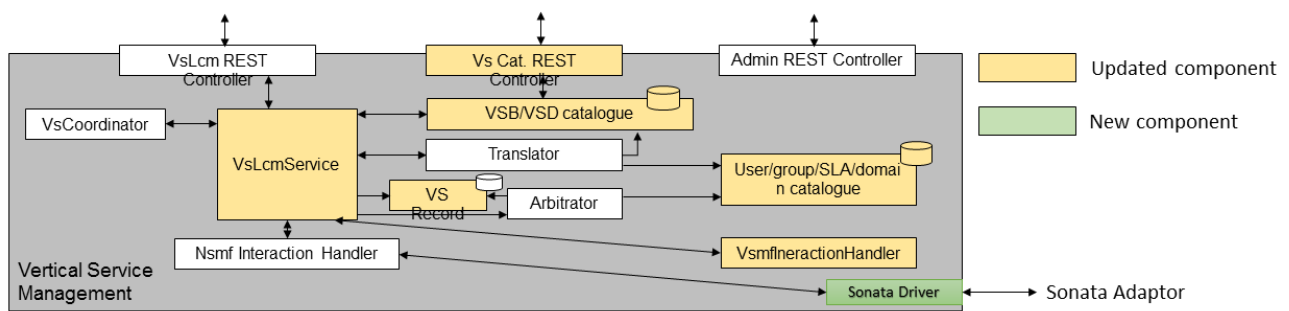 VsLcm REST
Controller
Vs Cat. REST
Controller
Admin REST Controller
Updated component
New component
VsCoordinator
VSB/VSD catalogue
VsLcmService
Translator
User/group/SLA/domai
n catalogue
VS
Record
Arbitrator
Nsmf Interaction Handler
VsmfIneractionHandler
Vertical Service
Management
Sonata Driver
Sonata Adaptor